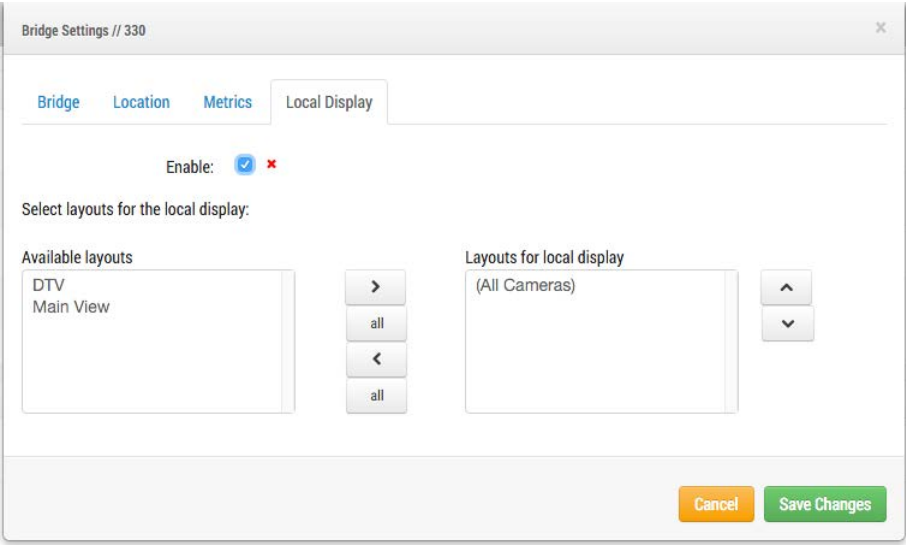 Bridge Settings // 330
×
Bridge
Location
Metrics
Local Display
Enable:
Select layouts for the local display:
Available layouts
DTV
Main View
all
all
Layouts for local display
(All Cameras)
Cancel
Save Changes